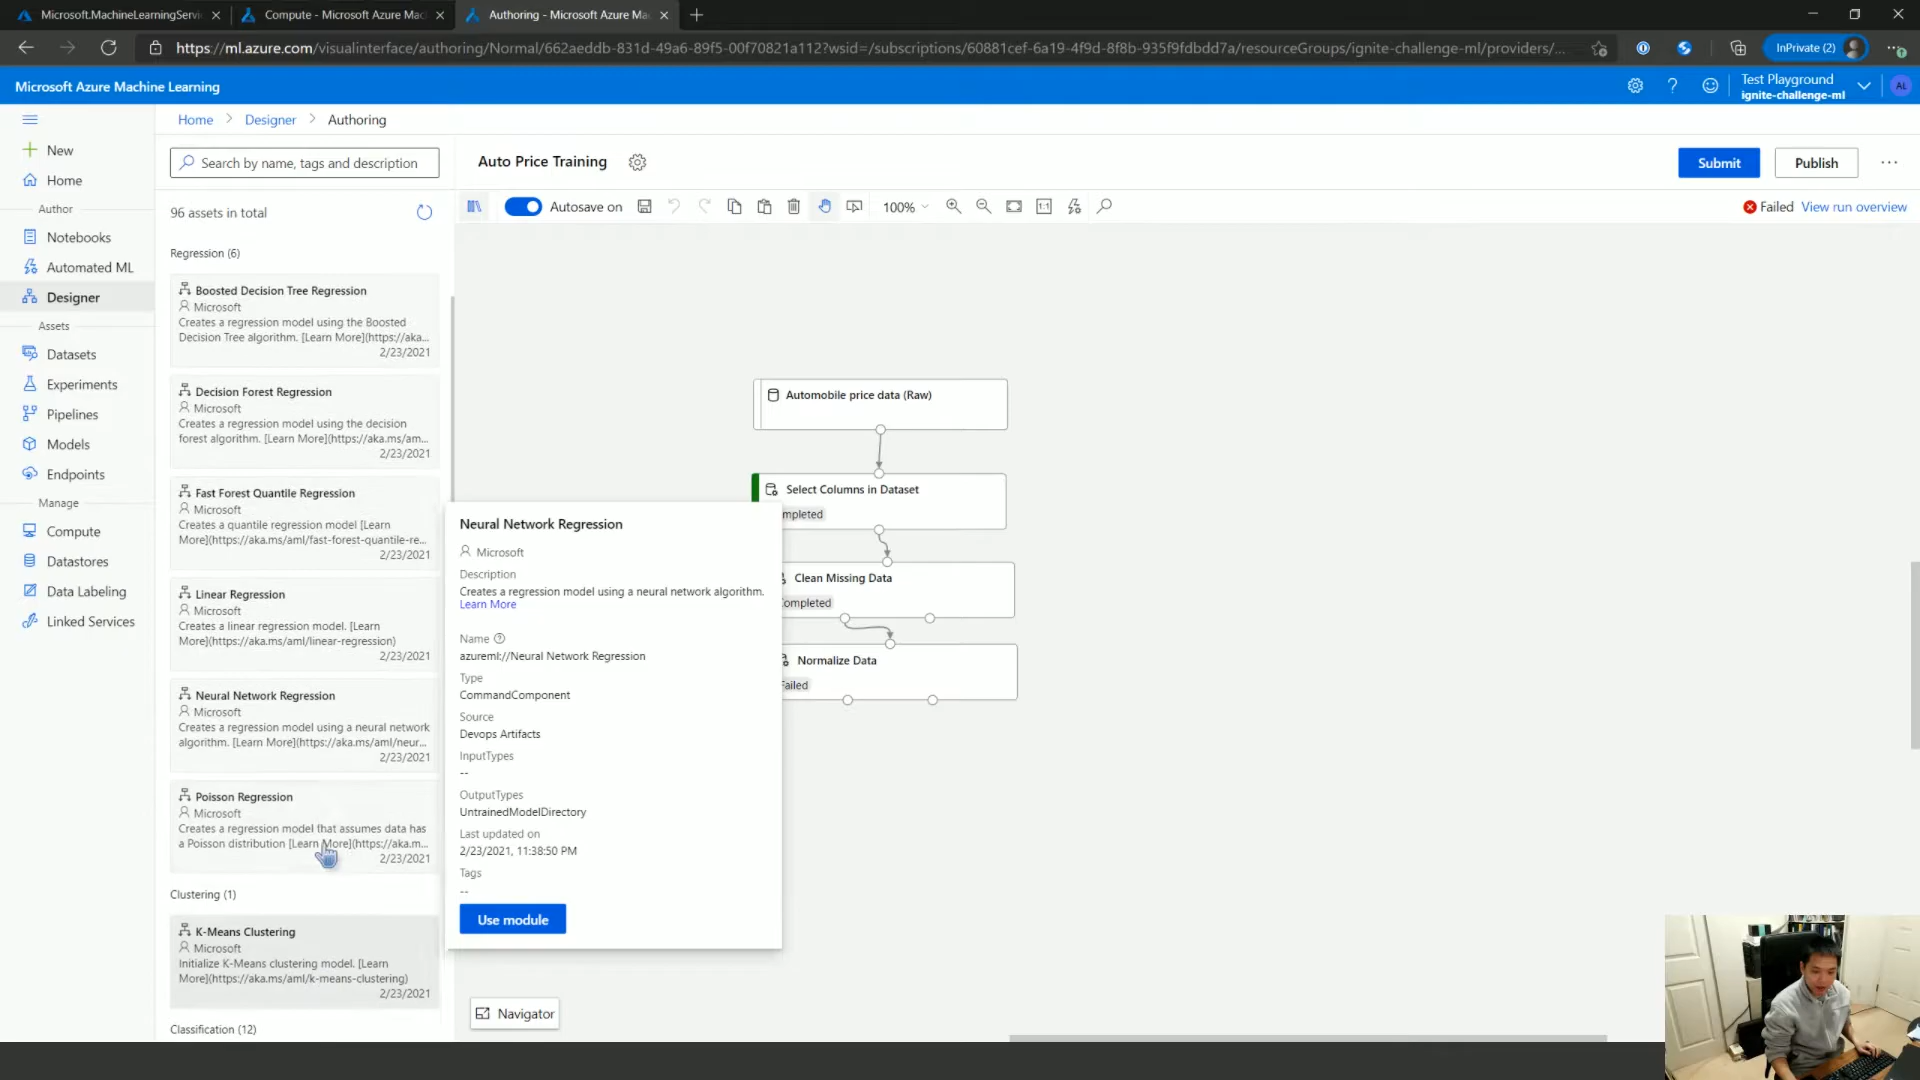 Microsoft.MachineLearningServi
Compute - Microsoft Azure Mac
Authoring - Microsoft Azure Ma
https://ml.azure.com/visualinterface/authoring/Normal/662aeddb-831d-49a6-89f5-00f70821a112?wsid=/subscriptions/60881cef-6a19-4f9d-8f8b-935f9fdbdd7a/resourceGroups/ignite-challenge-ml/providers/...
InPrivate (2)
Microsoft Azure Machine Learning
Test Playground
ignite-challenge-ml
AL
Home > Designer > Authoring
New
Home
Author
Notebooks
Automated ML
Designer
Assets
Datasets
Experiments
Pipelines
Models
Endpoints
Manage
Compute
Datastores
Data Labeling
Linked Services
Search by name, tags and description
96 assets in total
Regression (6)
Boosted Decision Tree Regression
Microsoft
Creates a regression model using the Boosted
Decision Tree algorithm. [Learn More](https://aka...
2/23/2021
Decision Forest Regression
Microsoft
Creates a regression model using the decision
forest algorithm. [Learn More](https://aka.ms/am...
2/23/2021
Fast Forest Quantile Regression
Microsoft
Creates a quantile regression model [Learn
More](https://aka.ms/aml/fast-forest-quantile-re...
2/23/2021
Linear Regression
Microsoft
Creates a linear regression model. [Learn
More](https://aka.ms/aml/linear-regression)
2/23/2021
Neural Network Regression
Microsoft
Creates a regression model using a neural network
algorithm. [Learn More](https://aka.ms/aml/neur...
2/23/2021
Poisson Regression
Microsoft
Creates a regression model that assumes data has
a Poisson distribution [Learn More](https://aka.m...
2/23/2021
Clustering (1)
K-Means Clustering
Microsoft
Initialize K-Means clustering model. [Learn
More](https://aka.ms/aml/k-means-clustering)
2/23/2021
Classification (12)
Auto Price Training
Submit
Publish
Autosave on
100%
Failed View run overview
Automobile price data (Raw)
Select Columns in Dataset
mpleted
Clean Missing Data
ompleted
Normalize Data
Failed
Neural Network Regression
Microsoft
Description
Creates a regression model using a neural network algorithm.
Learn More
Name
azureml://Neural Network Regression
Type
CommandComponent
Source
Devops Artifacts
InputTypes
--
OutputTypes
UntrainedModelDirectory
Last updated on
2/23/2021, 11:38:50 PM
Tags
--
Use module
Navigator